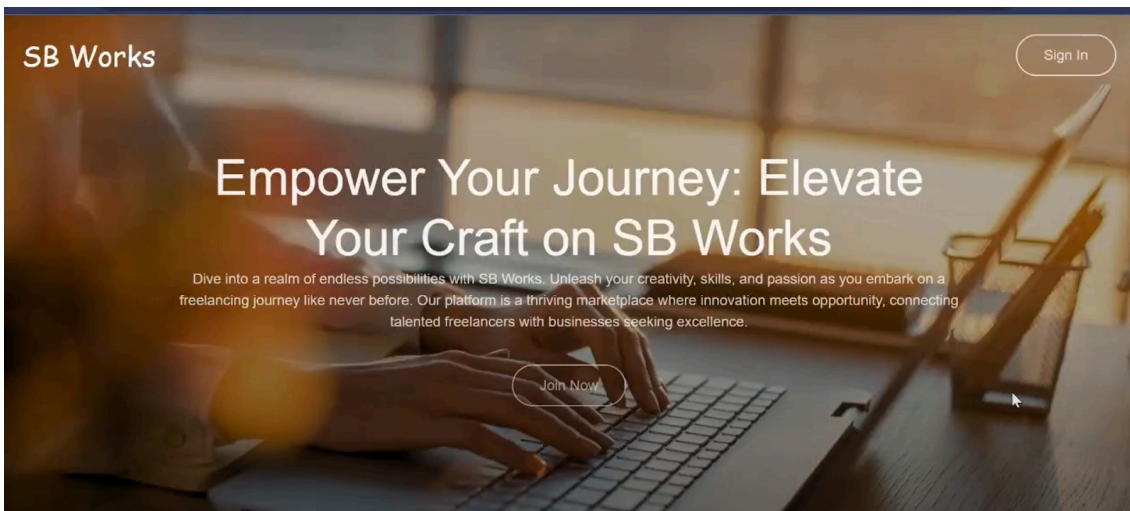 SB Works
Sign In
Empower Your Journey: Elevate
Your Craft on SB Works
Dive into a realm of endless possibilities with SB Works. Unleash your creativity, skills, and passion as you embark on a
freelancing journey like never before. Our platform is a thriving marketplace where innovation meets opportunity, connecting
talented freelancers with businesses seeking excellence.
Join Now